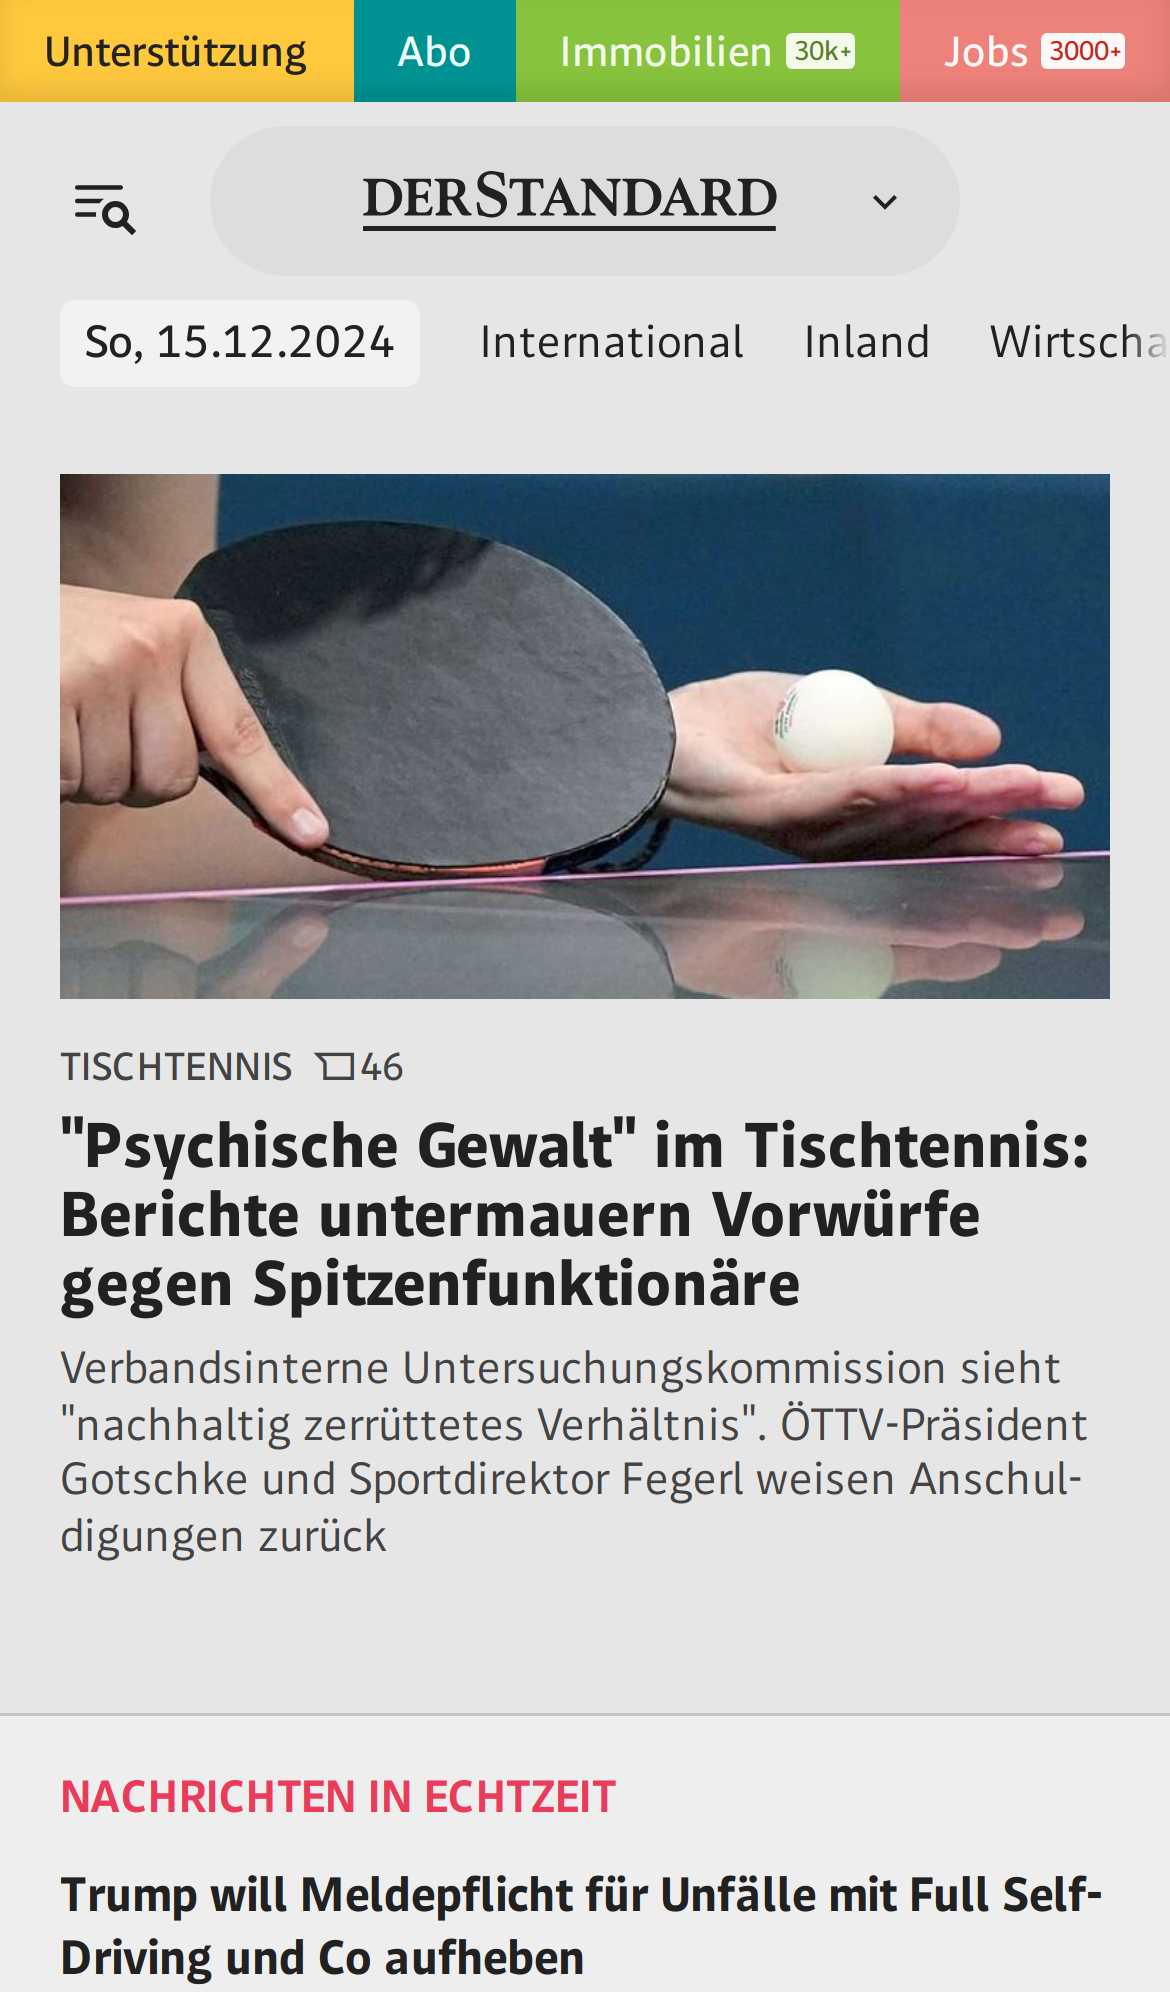 Unterstützung Abo Immobilien 30k+ Jobs 3000+
DERSTANDARD
So, 15.12.2024 International Inland Wirtscha
TISCHTENNIS 46
"Psychische Gewalt" im Tischtennis:
Berichte untermauern Vorwürfe
gegen Spitzenfunktionäre
Verbandsinterne Untersuchungskommission sieht
"nachhaltig zerrüttetes Verhältnis". ÖTTV-Präsident
Gotschke und Sportdirektor Fegerl weisen Anschul-
digungen zurück
NACHRICHTEN IN ECHTZEIT
Trump will Meldepflicht für Unfälle mit Full Self-
Driving und Co aufheben